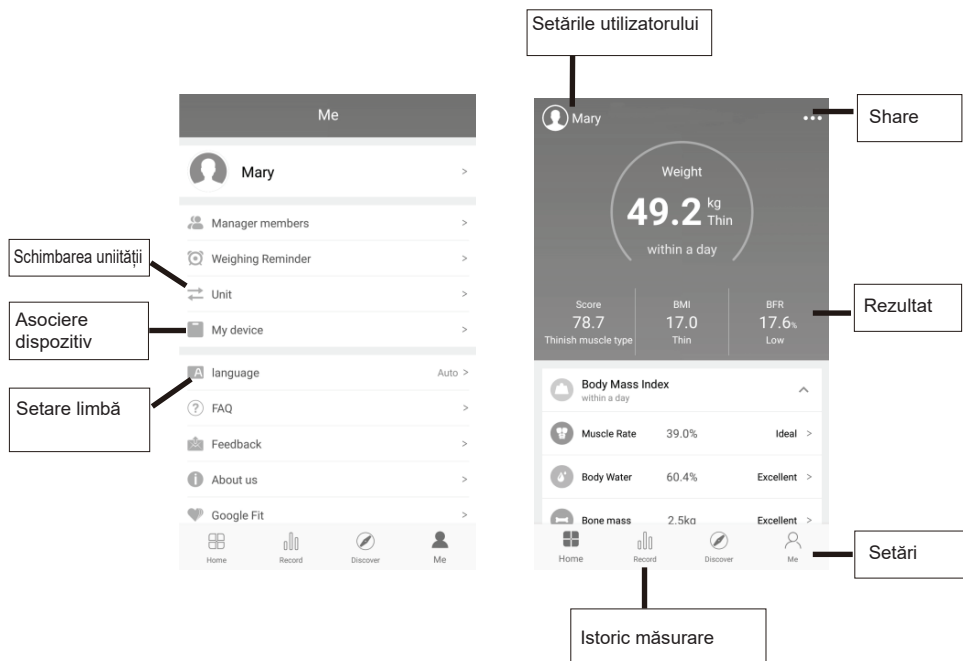 Setările utilizatorului
Me
Mary
>
Manager members >
Weighing Reminder >
Unit >
My device >
A language Auto >
? FAQ >
Feedback >
i About us >
Google Fit >
Home Record Discover Me
Schimbarea uniității
Asociere
dispozitiv
Setare limbă
Mary
Weight
49.2 kg
Thin
within a day
Score BMI BFR
78.7 17.0 17.6%
Thinish muscle type Thin Low
Body Mass Index
within a day
Muscle Rate 39.0% Ideal >
Body Water 60.4% Excellent >
Bone mass 2.5kg Excellent >
Home Record Discover Me
Share
Rezultat
Setări
Istoric măsurare